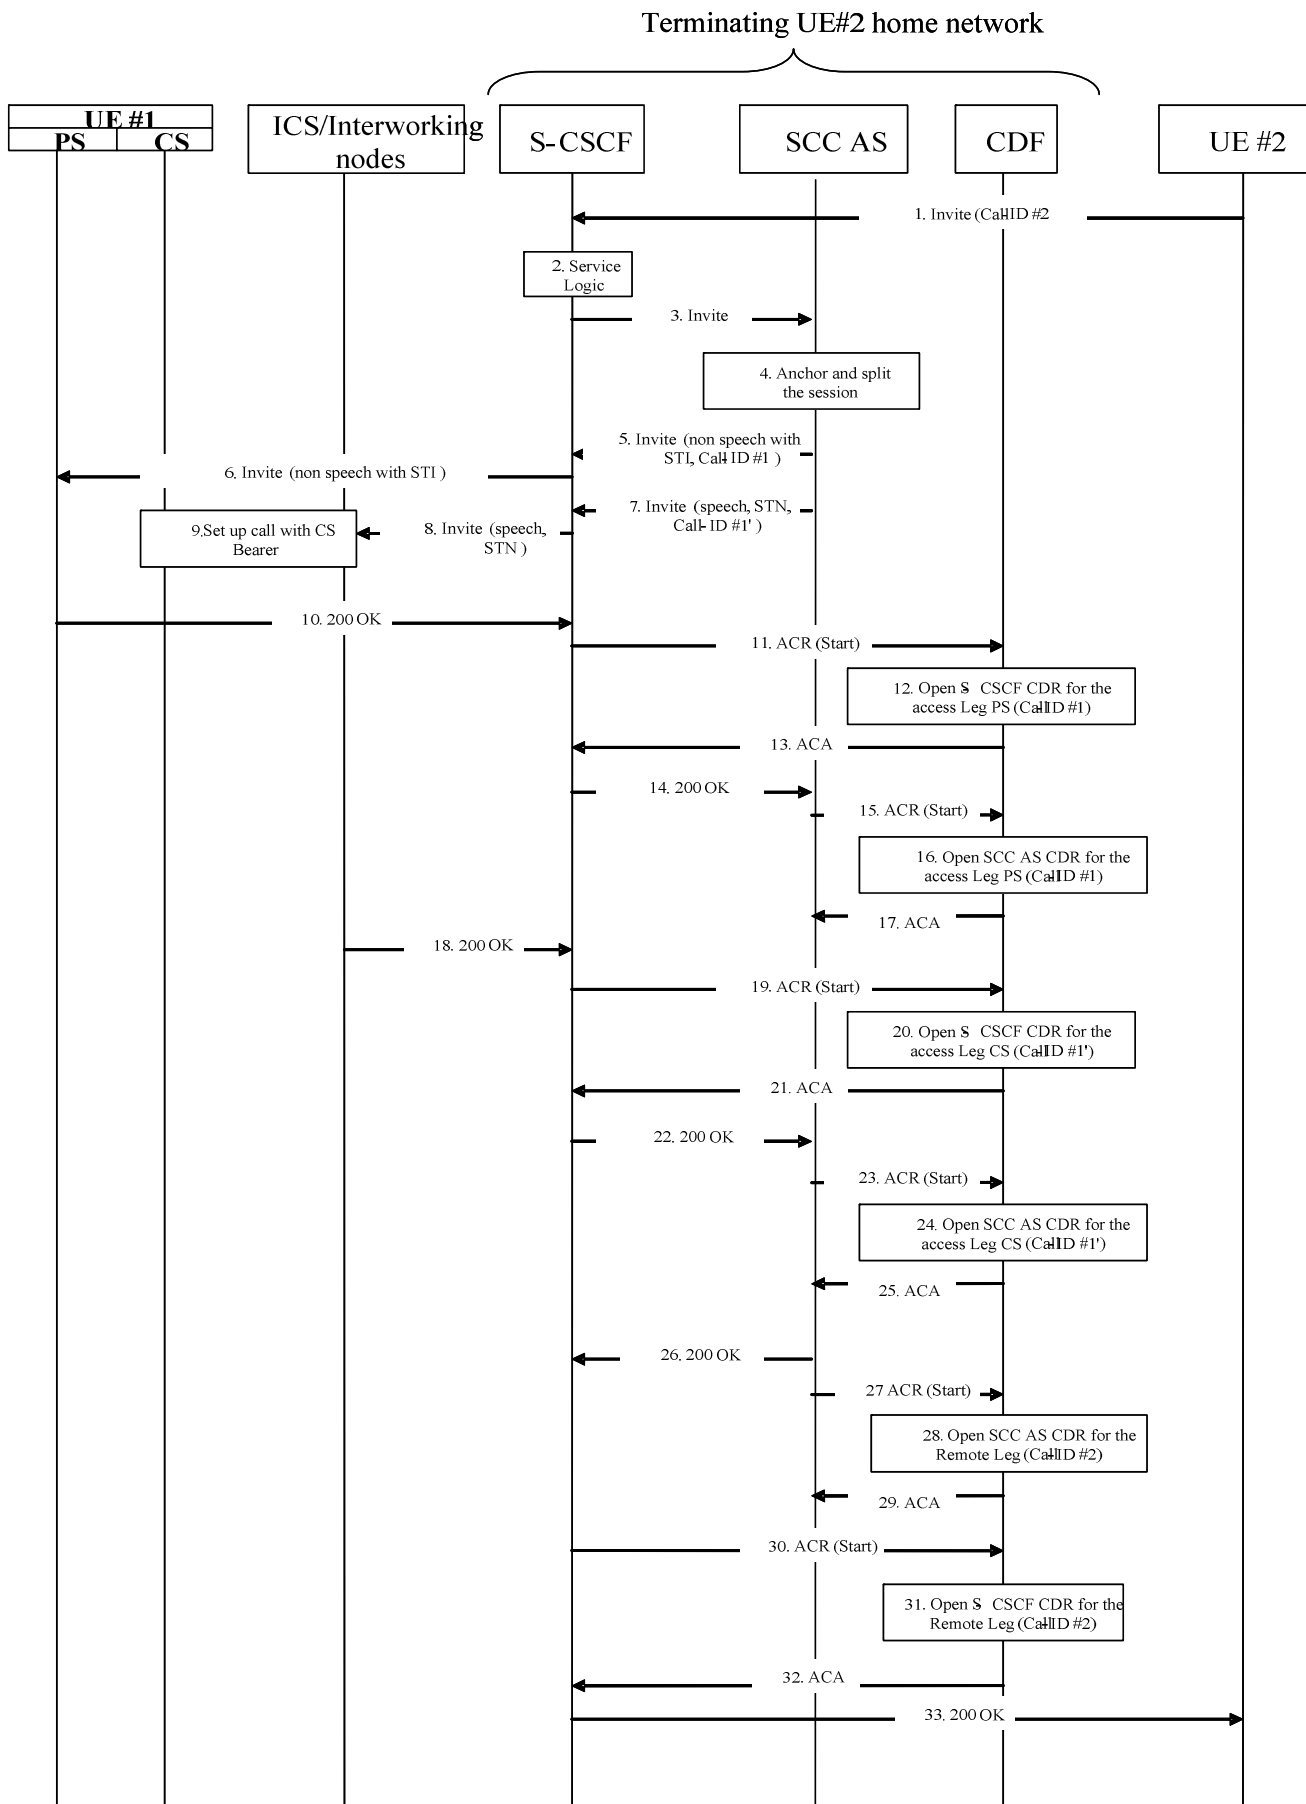 Terminating UE#2 home network
UE #1
PS
CS
ICS/Interworking
nodes
S-CSCF
SCC AS
CDF
UE #2
1. Invite (Call-ID #2
2. Service
Logic
3. Invite
4. Anchor and split
the session
5. Invite (non speech with
STI, Call-ID #1 )
6. Invite (non speech with STI )
7. Invite (speech, STN,
Call-ID #1' )
8. Invite (speech,
STN )
9.Set up call with CS
Bearer
10. 200 OK
11. ACR (Start)
12. Open S-CSCF CDR for the
access Leg PS (Call-ID #1)
13. ACA
14. 200 OK
15. ACR (Start)
16. Open SCC AS CDR for the
access Leg PS (Call-ID #1)
17. ACA
18. 200 OK
19. ACR (Start)
20. Open S-CSCF CDR for the
access Leg CS (Call-ID #1')
21. ACA
22. 200 OK
23. ACR (Start)
24. Open SCC AS CDR for the
access Leg CS (Call-ID #1')
25. ACA
26. 200 OK
27 ACR (Start)
28. Open SCC AS CDR for the
Remote Leg (Call-ID #2)
29. ACA
30. ACR (Start)
31. Open S-CSCF CDR for the
Remote Leg (Call-ID #2)
32. ACA
33. 200 OK